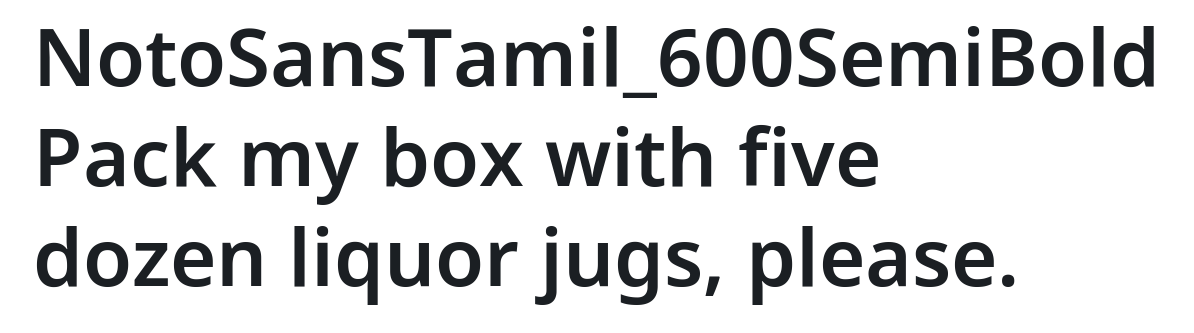 NotoSansTamil_600SemiBold
Pack my box with five
dozen liquor jugs, please.